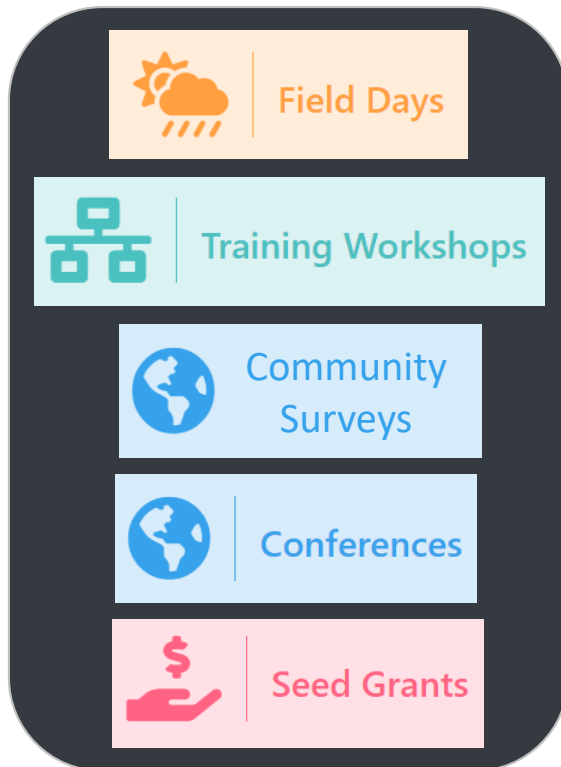 Field Days
Training Workshops
Community
Surveys
Conferences
Seed Grants